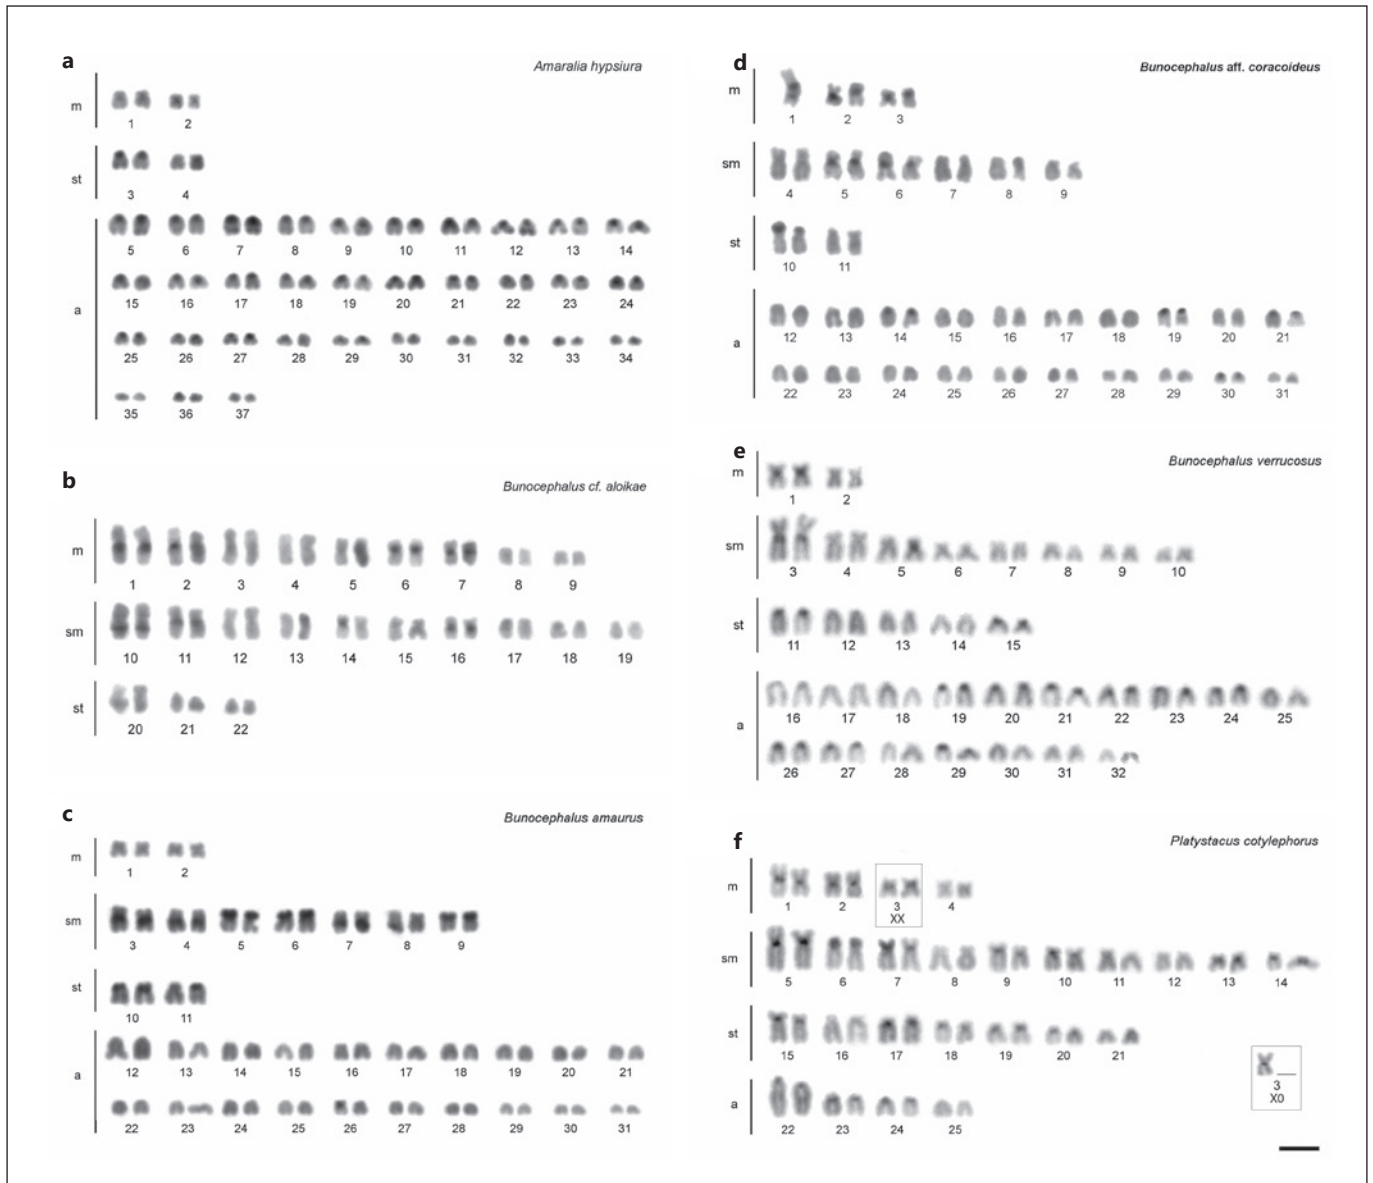 a
Amaralia hypsiura
m
1 2
st
3 4
5 6 7 8 9 10 11 12 13 14
15 16 17 18 19 20 21 22 23 24
a
25 26 27 28 29 30 31 32 33 34
35 36 37
b
Bunocephalus cf. aloikae
m
1 2 3 4 5 6 7 8 9
sm
10 11 12 13 14 15 16 17 18 19
st
20 21 22
c
Bunocephalus amaurus
m
1 2
sm
3 4 5 6 7 8 9
st
10 11
12 13 14 15 16 17 18 19 20 21
a
22 23 24 25 26 27 28 29 30 31
d
Bunocephalus aff. coracoideus
m
1 2 3
sm
4 5 6 7 8 9
st
10 11
12 13 14 15 16 17 18 19 20 21
a
22 23 24 25 26 27 28 29 30 31
e
Bunocephalus verrucosus
m
1 2
sm
3 4 5 6 7 8 9 10
st
11 12 13 14 15
16 17 18 19 20 21 22 23 24 25
a
26 27 28 29 30 31 32
f
Platystacus cotylephorus
m
1 2 3 4
XX
sm
5 6 7 8 9 10 11 12 13 14
st
15 16 17 18 19 20 21
3
X0
a
22 23 24 25